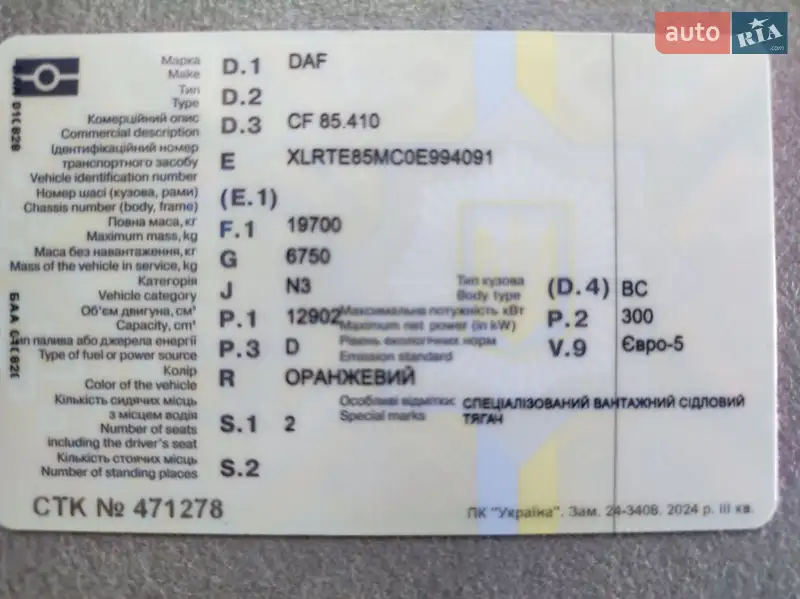 auto RIA .com
Марка D.1 DAF
Make
Тип D.2
Type
Комерційний опис D.3 CF 85.410
Commercial description
Ідентифікаційний номер E XLRTE85MC0E994091
транспортного засобу
Vehicle identification number
Номер шасі (кузова, рами) (E.1)
Chassis number (body, frame)
Повна маса, кг F.1 19700
Maximum mass, kg
Маса без навантаження, кг G 6750
Mass of the vehicle in service, kg
Категорія J N3 Тип кузова (D.4) BC
Vehicle category Body type
Об'єм двигуна, см³ P.1 12902 Максимальна потужність кВт P.2 300
Capacity, cm³ Maximum net power (in kW)
Тип палива або джерела енергії P.3 D Рівень екологічних норм V.9 Євро-5
Type of fuel or power source Emission standard
Колір R ОРАНЖЕВИЙ
Color of the vehicle
Кількість сидячих місць S.1 2 Особливі відмітки: СПЕЦІАЛІЗОВАНИЙ ВАНТАЖНИЙ СІДЛОВИЙ
з місцем водія Special marks ТЯГАЧ
Number of seats
including the driver's seat
Кількість стоячих місць S.2
Number of standing places
СТК № 471278
ПК "Україна". Зам. 24-3408. 2024 р. III кв.